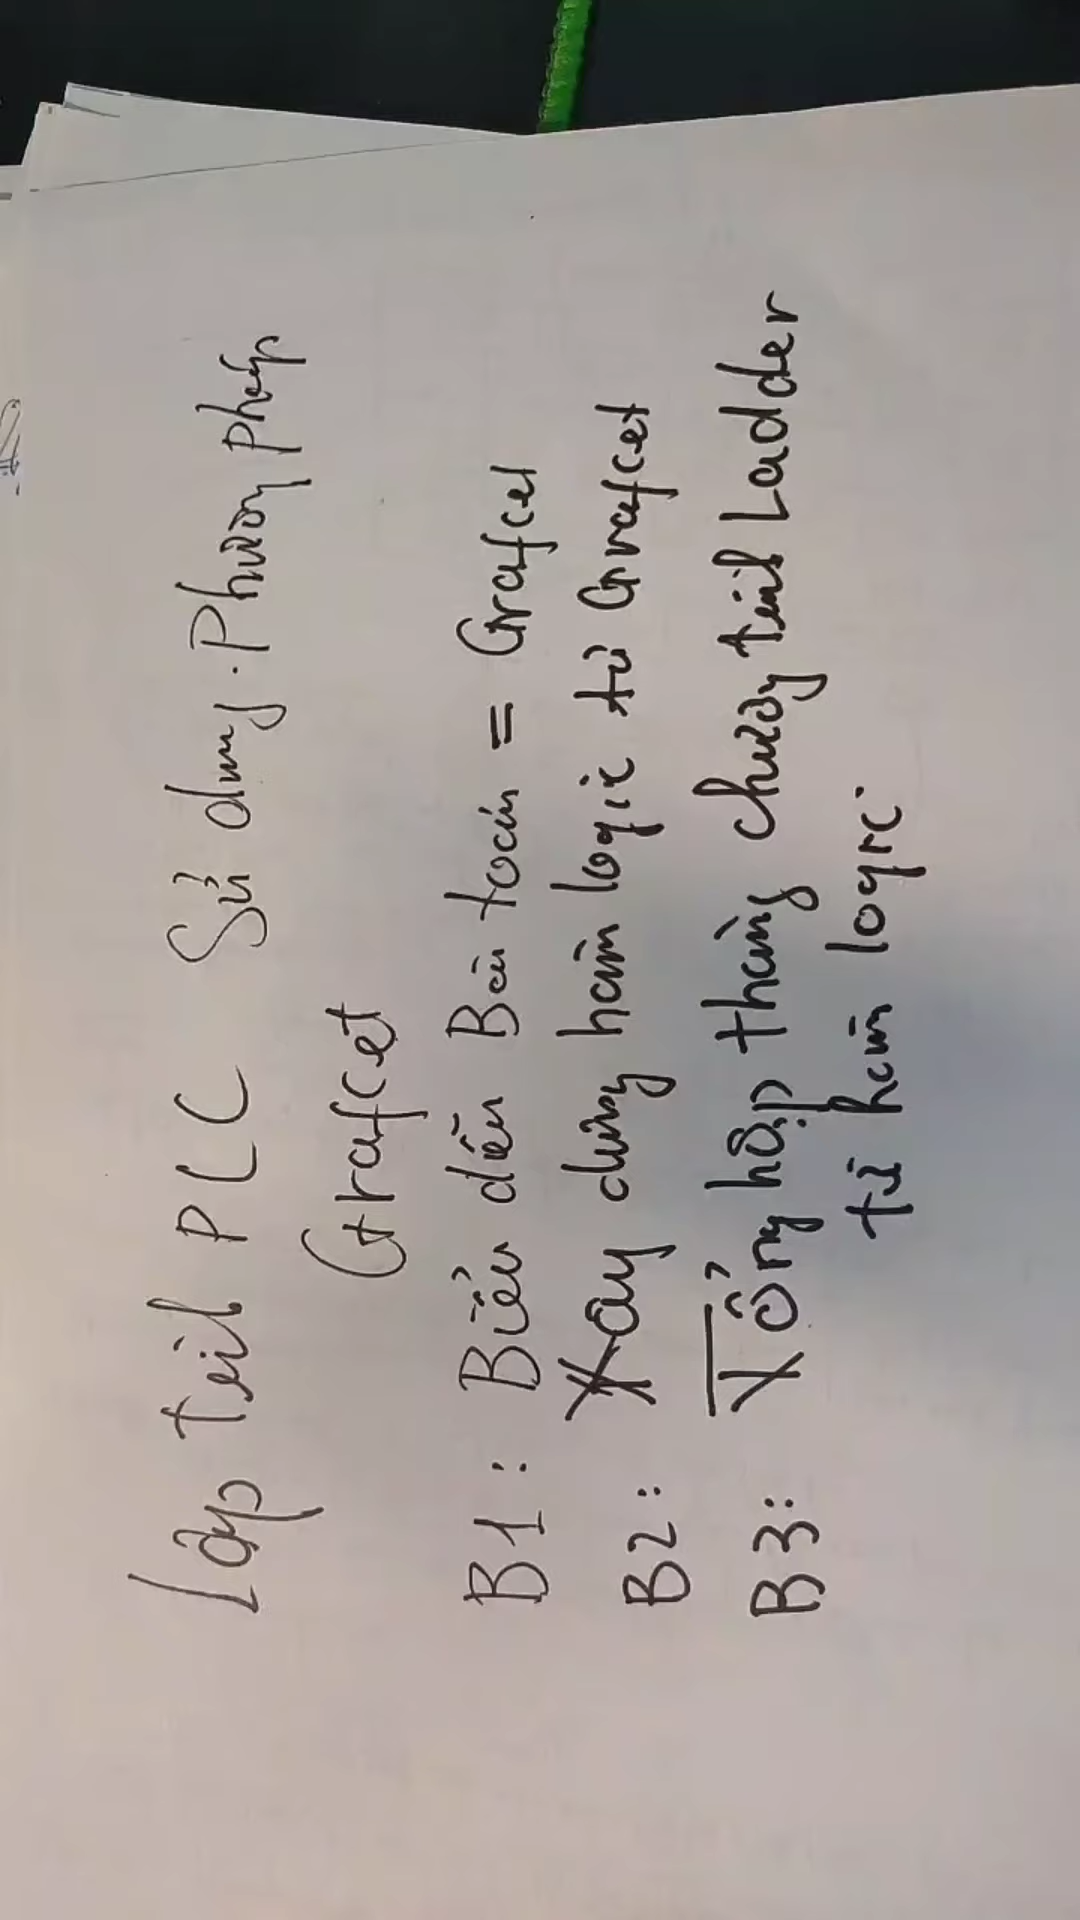 Lập trình PLC Sử dụng Phương Pháp
Grafcet
B1: Biểu diễn Bài toán = Grafcet
B2: Xây dựng hàm logic từ Grafcet
B3: Tổng hợp thành chương trình Ladder
từ hàm logic